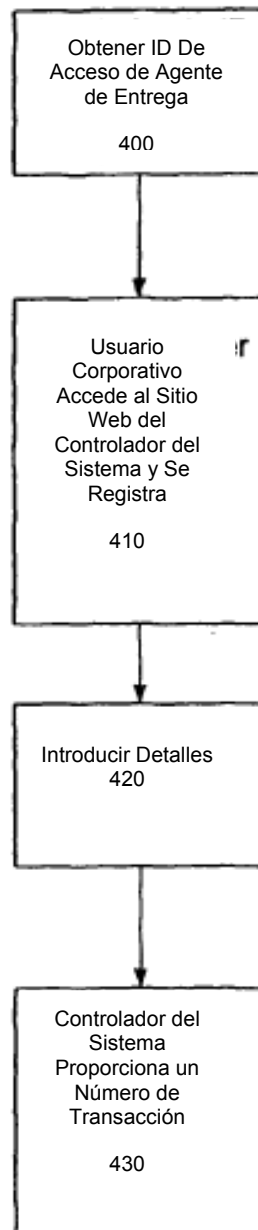 Obtener ID De
Acceso de Agente
de Entrega
400
Usuario
Corporativo
Accede al Sitio
Web del
Controlador del
Sistema y Se
Registra
410
Introducir Detalles
420
Controlador del
Sistema
Proporciona un
Número de
Transacción
430